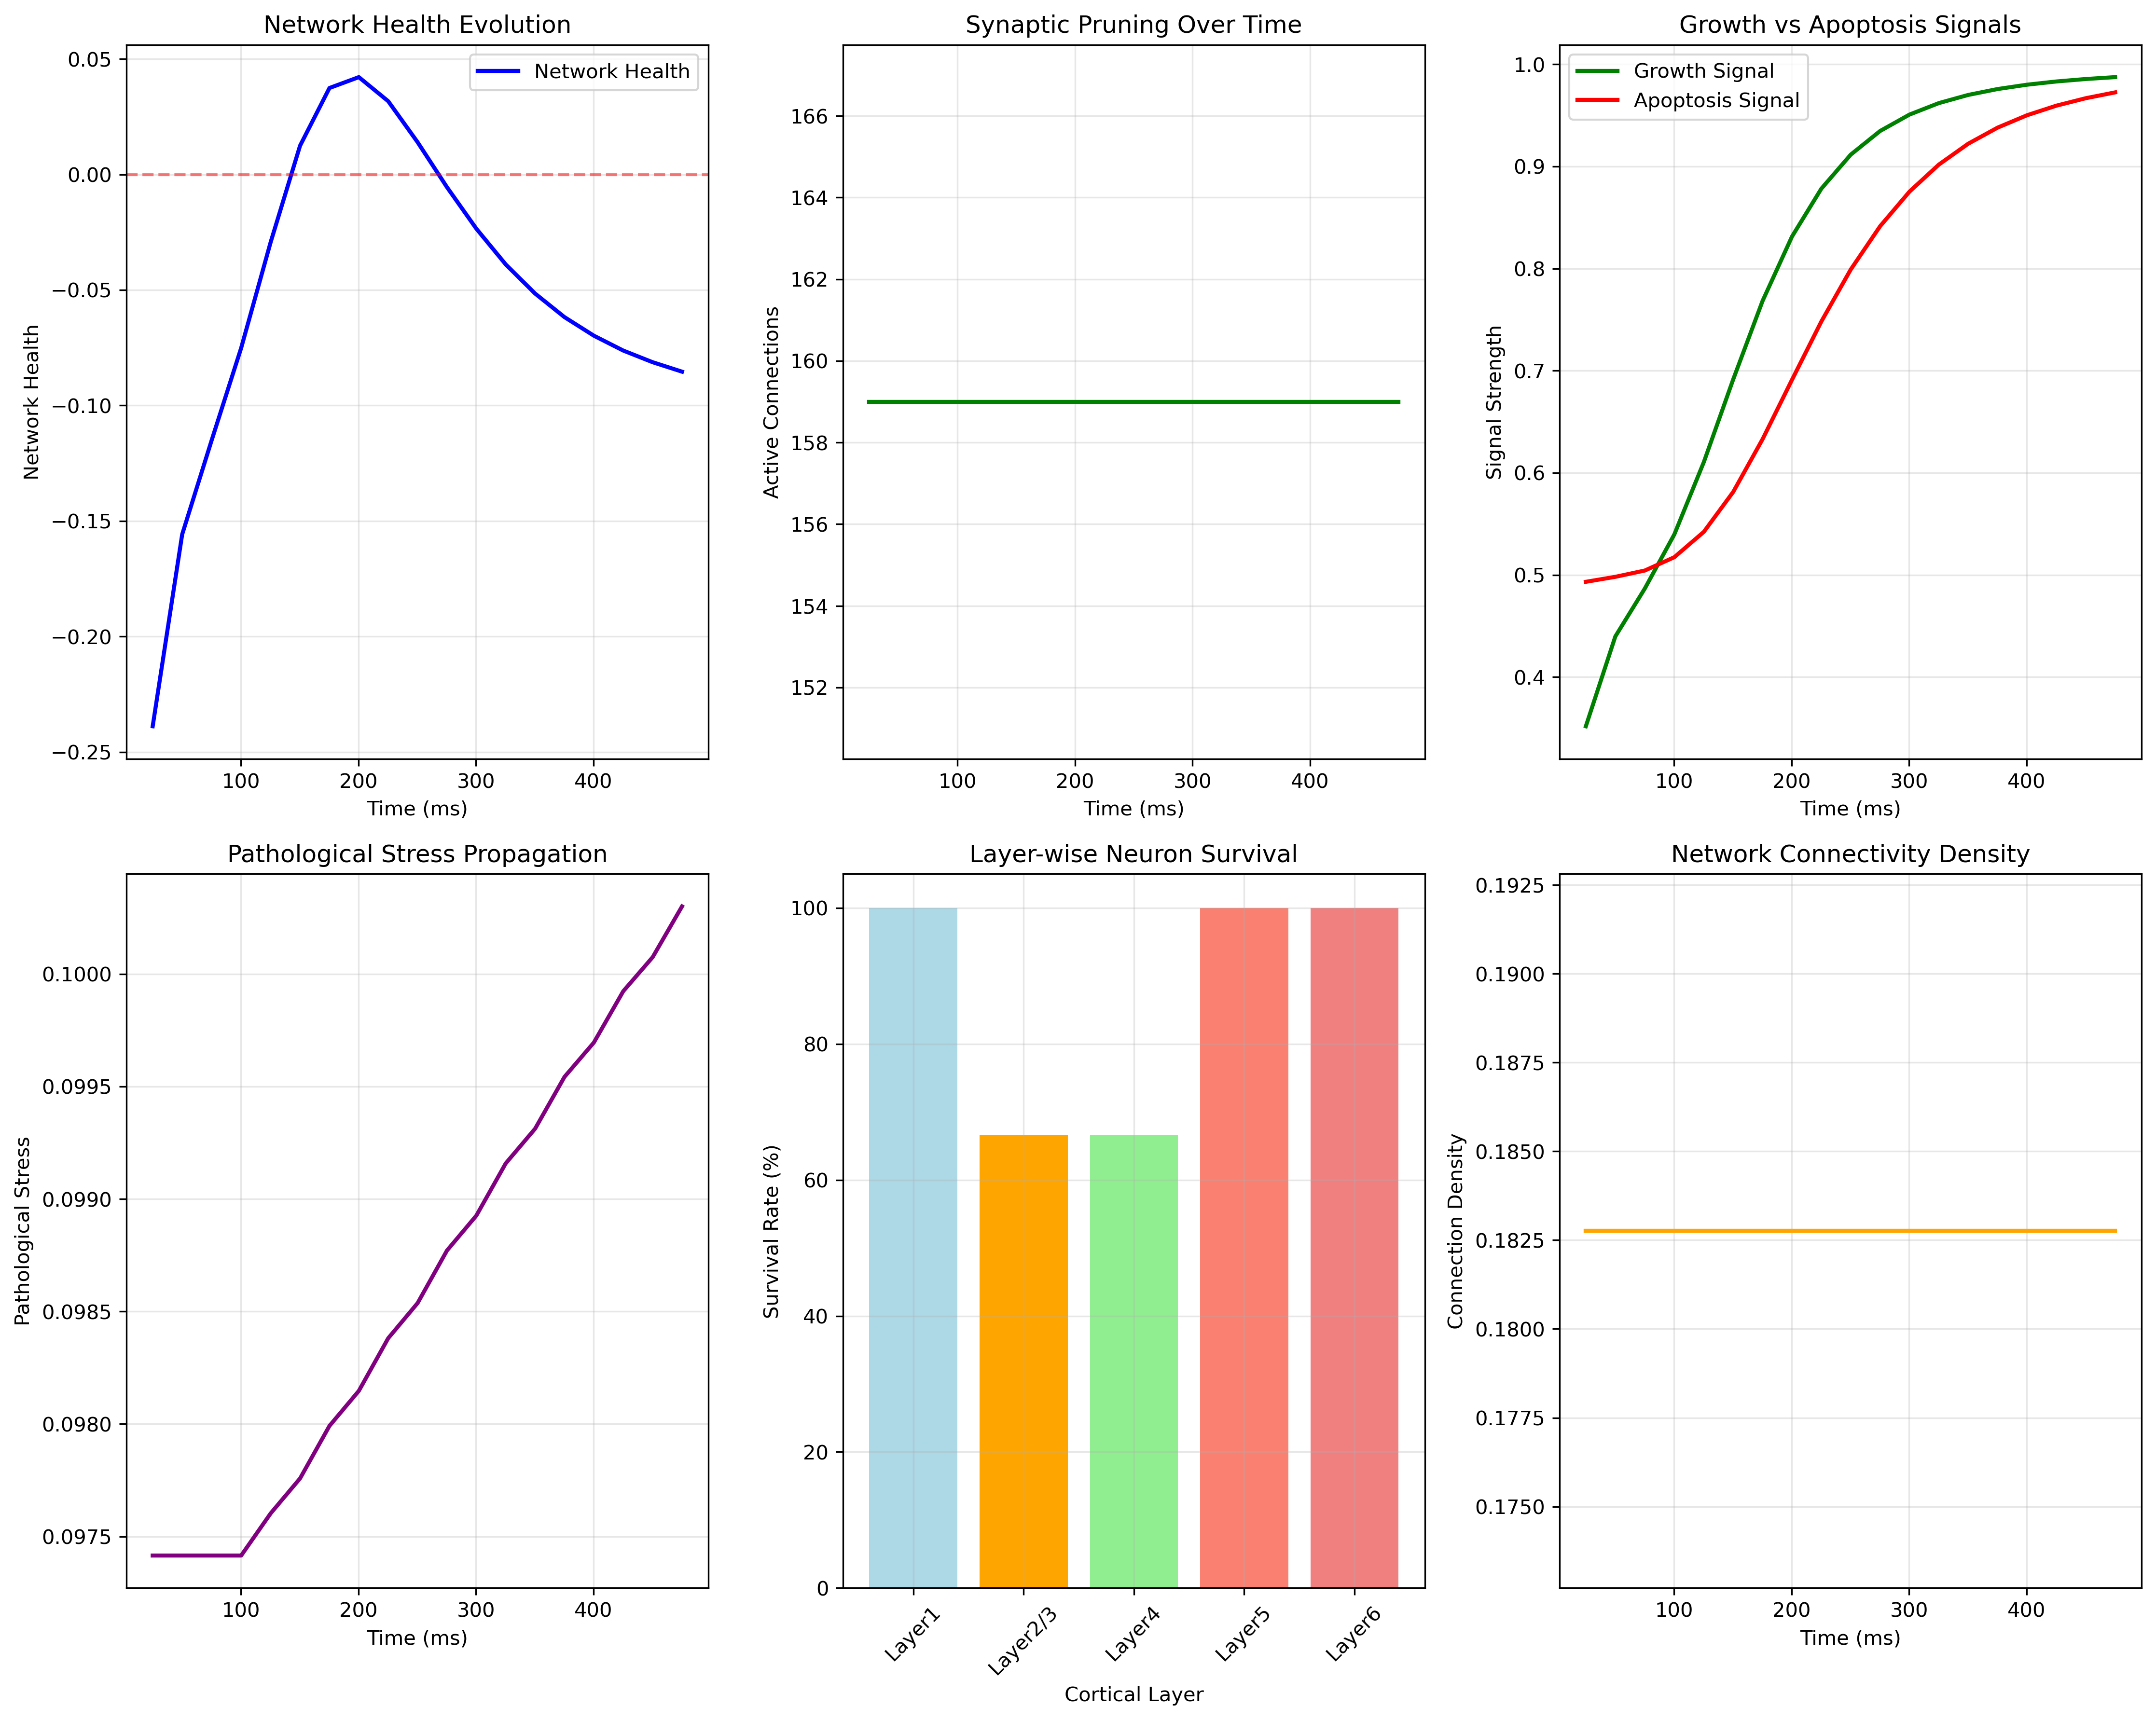 Network Health Evolution
Network Health
0.05
0.00
−0.05
−0.10
−0.15
−0.20
−0.25
Network Health
100 200 300 400
Time (ms)
Synaptic Pruning Over Time
166
164
162
160
158
156
154
152
Active Connections
100 200 300 400
Time (ms)
Growth vs Apoptosis Signals
Growth Signal
Apoptosis Signal
1.0
0.9
0.8
0.7
0.6
0.5
0.4
Signal Strength
100 200 300 400
Time (ms)
Pathological Stress Propagation
0.1000
0.0995
0.0990
0.0985
0.0980
0.0975
Pathological Stress
100 200 300 400
Time (ms)
Layer-wise Neuron Survival
100
80
60
40
20
0
Survival Rate (%)
Layer1 Layer2/3 Layer4 Layer5 Layer6
Cortical Layer
Network Connectivity Density
0.1925
0.1900
0.1875
0.1850
0.1825
0.1800
0.1775
0.1750
Connection Density
100 200 300 400
Time (ms)